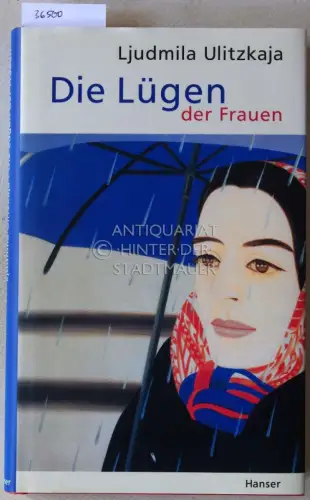 36500
Ljudmila Ulitzkaja
Die Lügen
der Frauen
ANTIQUARIAT
© HINTER·DER
STADTMAUER
Hanser